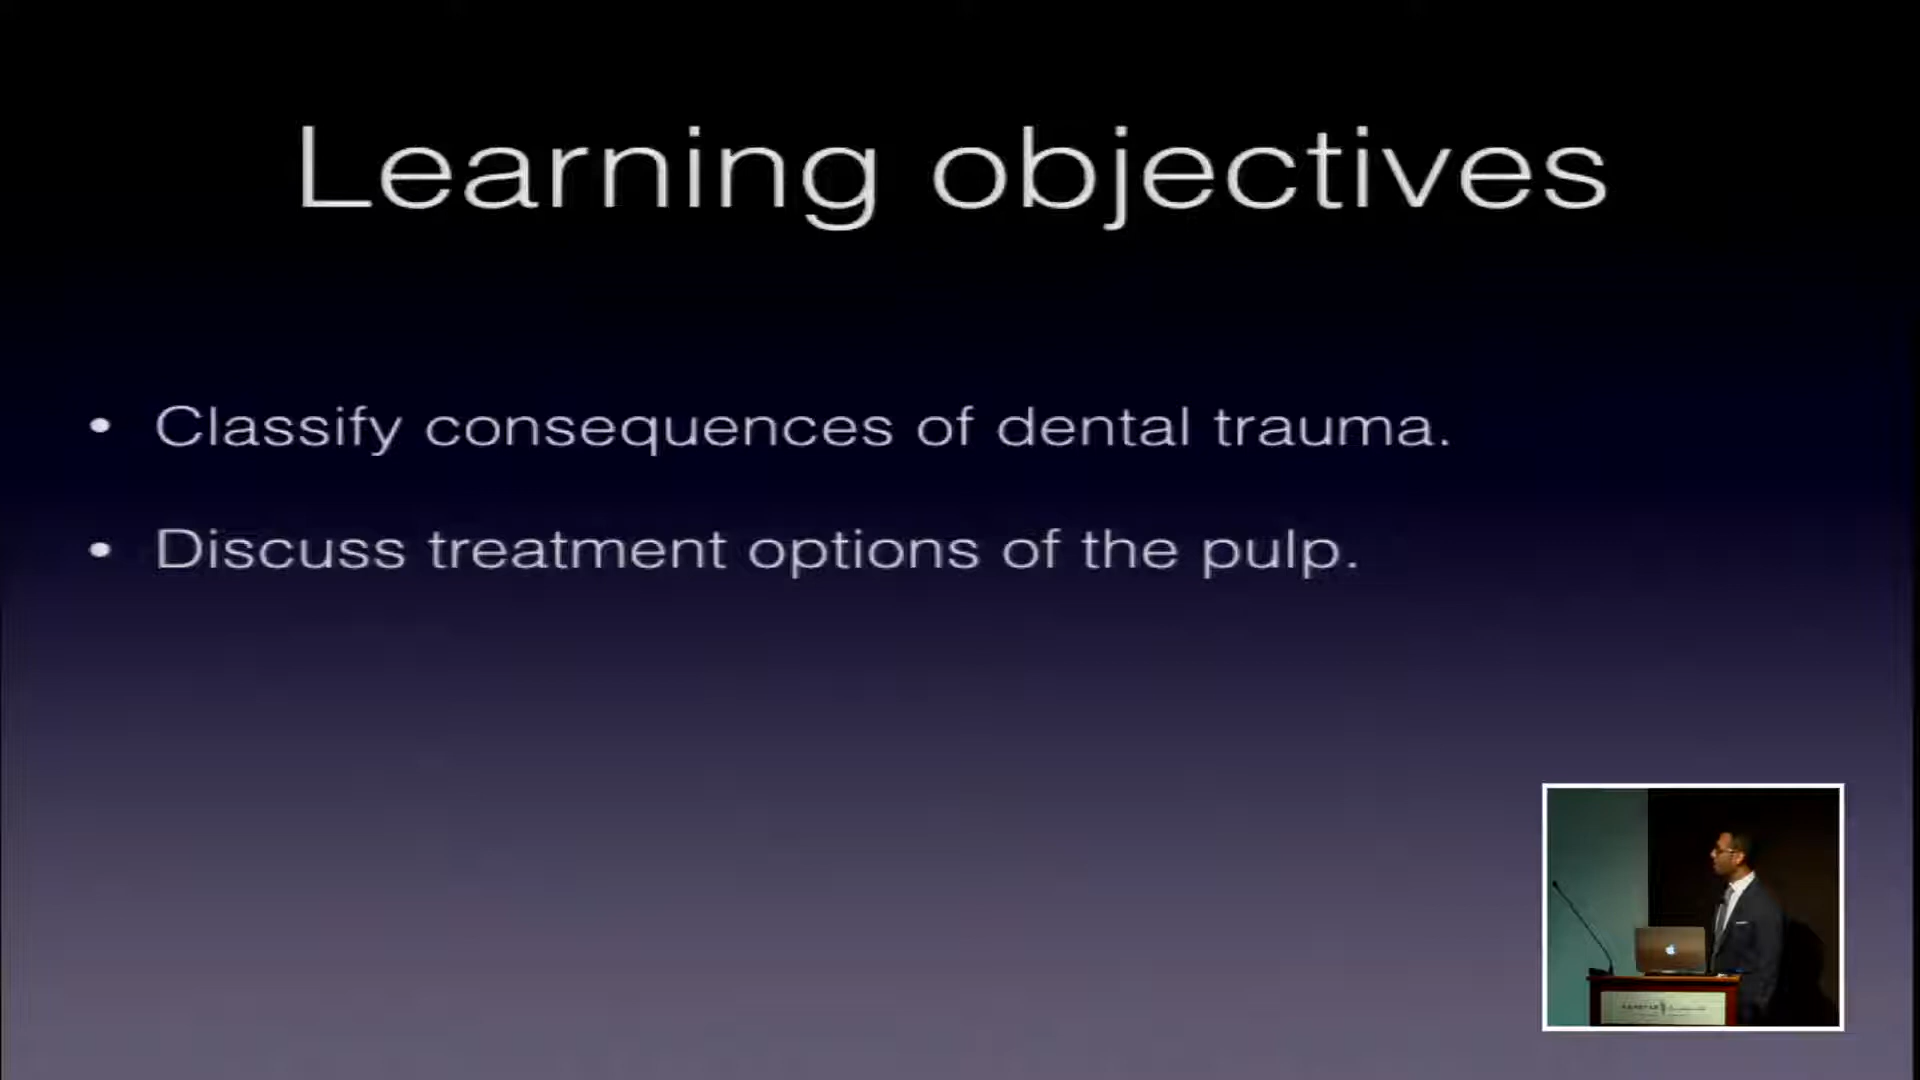 Learning objectives
• Classify consequences of dental trauma.
• Discuss treatment options of the pulp.